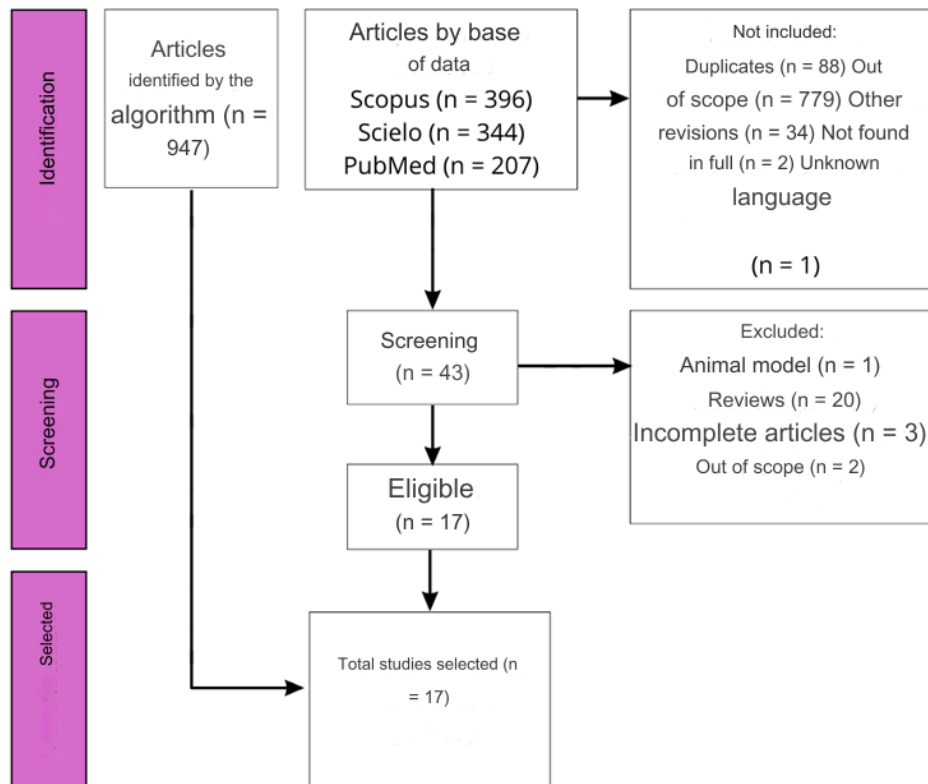 Identification
Articles
identified by the
algorithm (n =
947)
Articles by base
of data
Scopus (n = 396)
Scielo (n = 344)
PubMed (n = 207)
Not included:
Duplicates (n = 88) Out
of scope (n = 779) Other
revisions (n = 34) Not found
in full (n = 2) Unknown
language
(n = 1)
Screening
Screening
(n = 43)
Excluded:
Animal model (n = 1)
Reviews (n = 20)
Incomplete articles (n = 3)
Out of scope (n = 2)
Eligible
(n = 17)
Selected
Total studies selected (n
= 17)